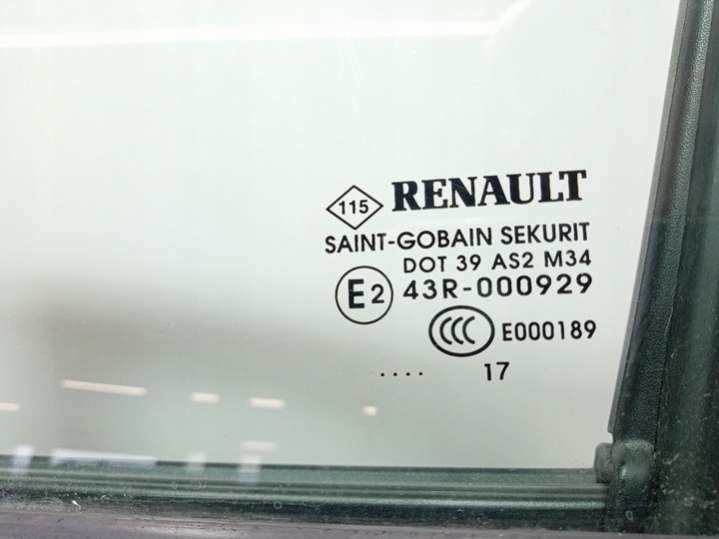 115 RENAULT
SAINT-GOBAIN SEKURIT
DOT 39 AS2 M34
E2 43R-000929
CCC E000189
.... 17